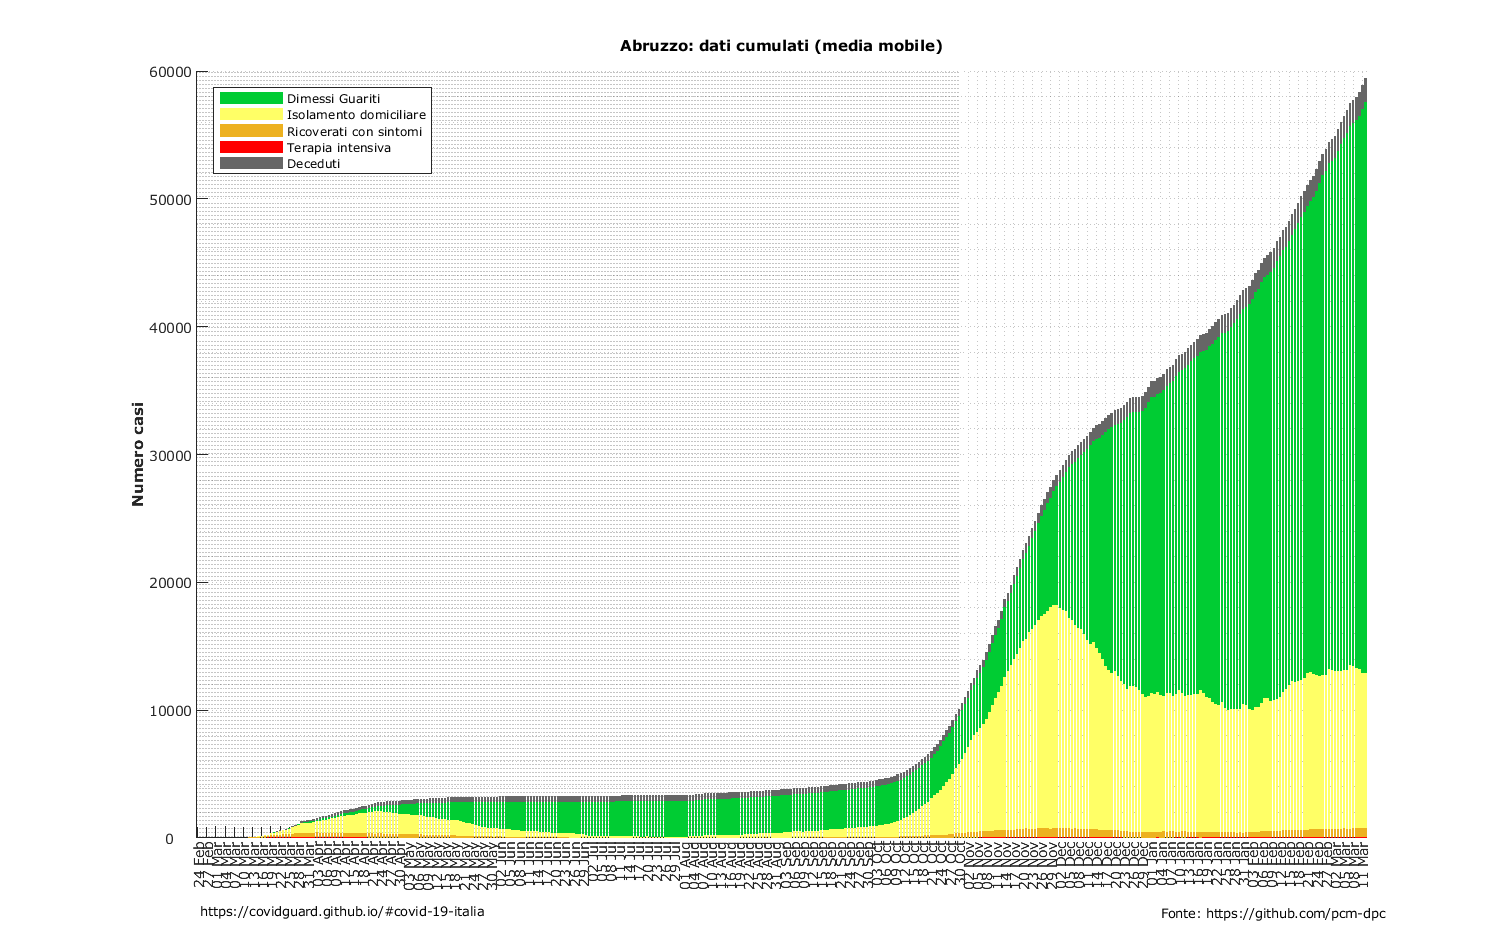 Abruzzo: dati cumulati (media mobile)
60000
50000
40000
30000
20000
10000
0
Numero casi
Dimessi Guariti
Isolamento domiciliare
Ricoverati con sintomi
Terapia intensiva
Deceduti
24 Feb
27 Feb
01 Mar
04 Mar
07 Mar
10 Mar
13 Mar
16 Mar
19 Mar
22 Mar
25 Mar
28 Mar
31 Mar
03 Apr
06 Apr
09 Apr
12 Apr
15 Apr
18 Apr
21 Apr
24 Apr
27 Apr
30 Apr
03 May
06 May
09 May
12 May
15 May
18 May
21 May
24 May
27 May
30 May
02 Jun
05 Jun
08 Jun
11 Jun
14 Jun
17 Jun
20 Jun
23 Jun
26 Jun
29 Jun
02 Jul
05 Jul
08 Jul
11 Jul
14 Jul
17 Jul
20 Jul
23 Jul
26 Jul
29 Jul
01 Aug
04 Aug
07 Aug
10 Aug
13 Aug
16 Aug
19 Aug
22 Aug
25 Aug
28 Aug
31 Aug
03 Sep
06 Sep
09 Sep
12 Sep
15 Sep
18 Sep
21 Sep
24 Sep
27 Sep
30 Sep
03 Oct
06 Oct
09 Oct
12 Oct
15 Oct
18 Oct
21 Oct
24 Oct
27 Oct
30 Oct
02 Nov
05 Nov
08 Nov
11 Nov
14 Nov
17 Nov
20 Nov
23 Nov
26 Nov
29 Nov
02 Dec
05 Dec
08 Dec
11 Dec
14 Dec
17 Dec
20 Dec
23 Dec
26 Dec
29 Dec
01 Jan
04 Jan
07 Jan
10 Jan
13 Jan
16 Jan
19 Jan
22 Jan
25 Jan
28 Jan
31 Jan
03 Feb
06 Feb
09 Feb
12 Feb
15 Feb
18 Feb
21 Feb
24 Feb
27 Feb
02 Mar
05 Mar
08 Mar
11 Mar
https://covidguard.github.io/#covid-19-italia
Fonte: https://github.com/pcm-dpc